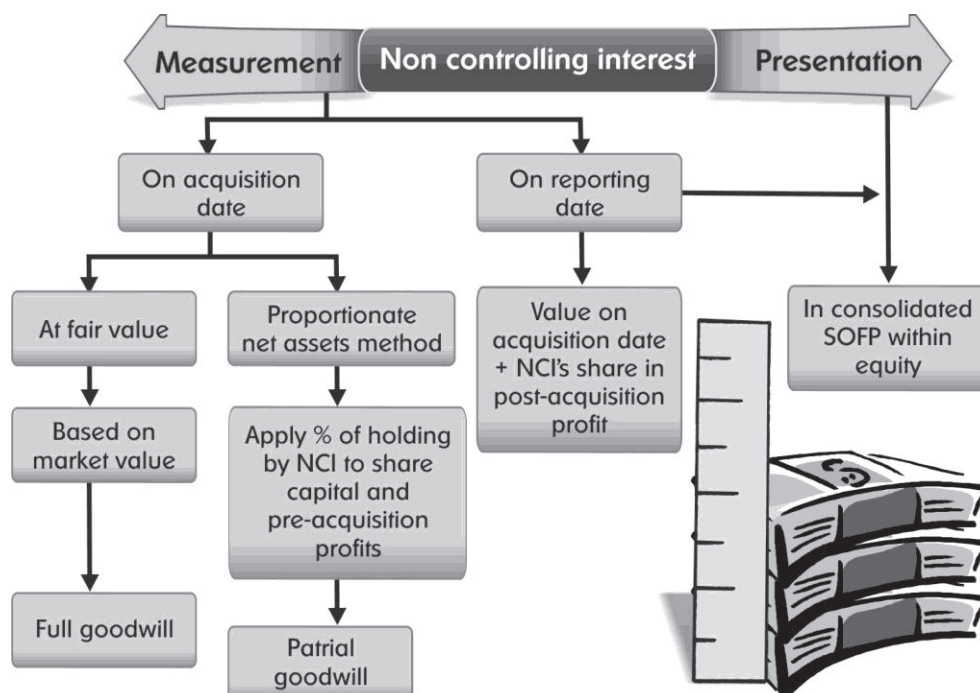 Measurement
Non controlling interest
Presentation
On acquisition
date
On reporting
date
At fair value
Proportionate
net assets method
Value on
acquisition date
+ NCI's share in
post-acquisition
profit
In consolidated
SOFP within
equity
Based on
market value
Apply % of holding
by NCI to share
capital and
pre-acquisition
profits
Full goodwill
Patrial
goodwill